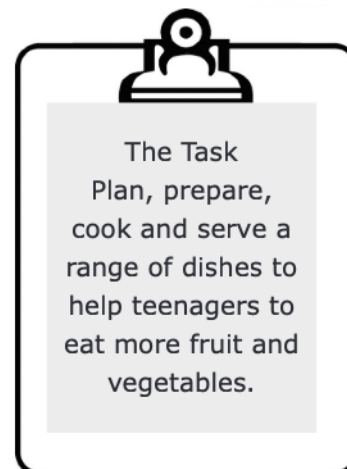 The Task
Plan, prepare,
cook and serve a
range of dishes to
help teenagers to
eat more fruit and
vegetables.